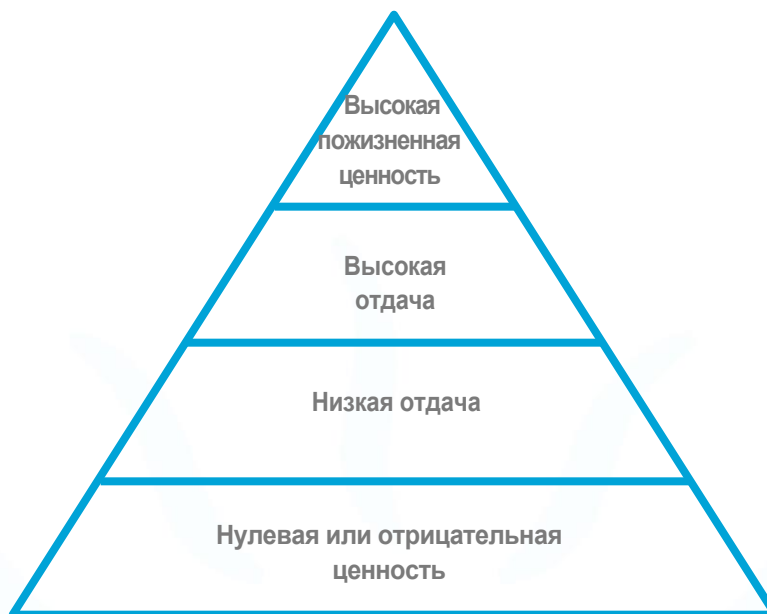 Высокая
пожизненная
ценность
Высокая
отдача
Низкая отдача
Нулевая или отрицательная
ценность